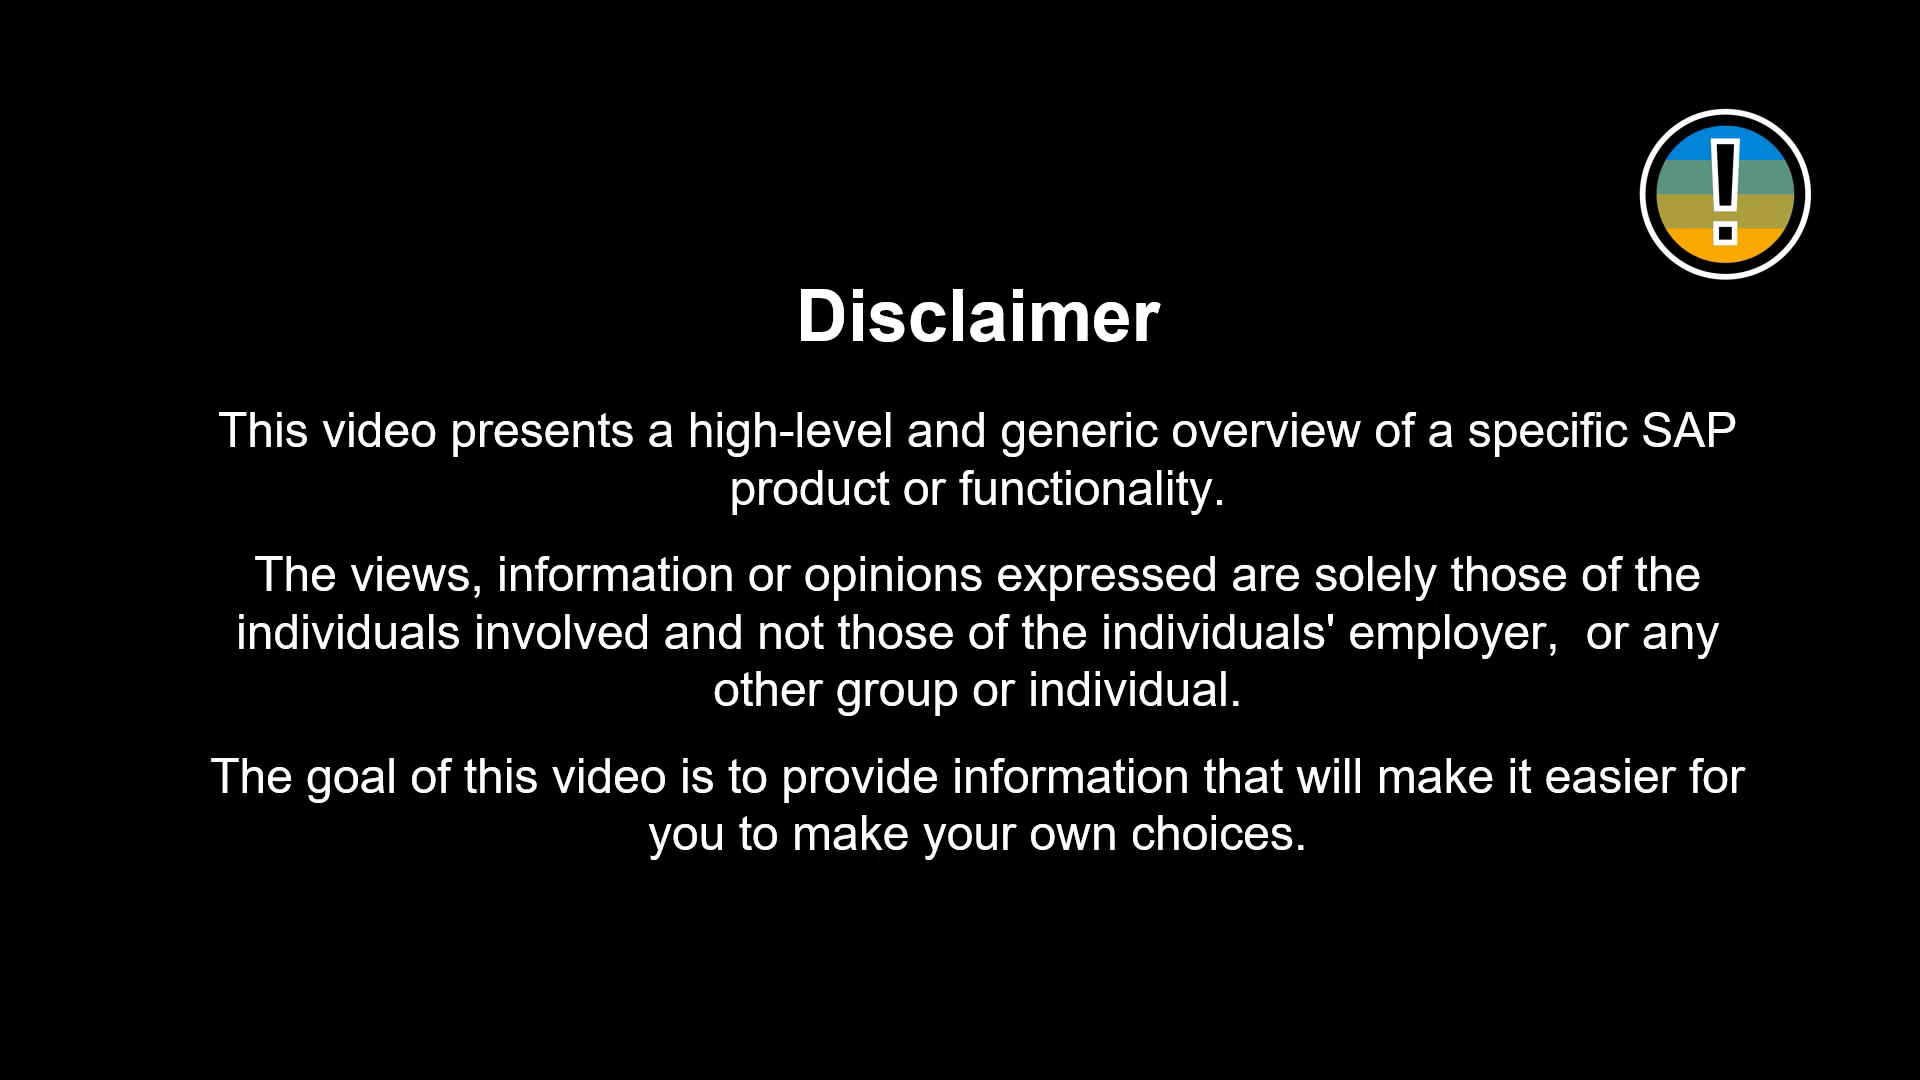 Disclaimer
This video presents a high-level and generic overview of a specific SAP
product or functionality.
The views, information or opinions expressed are solely those of the
individuals involved and not those of the individuals' employer,  or any
other group or individual.
The goal of this video is to provide information that will make it easier for
you to make your own choices.